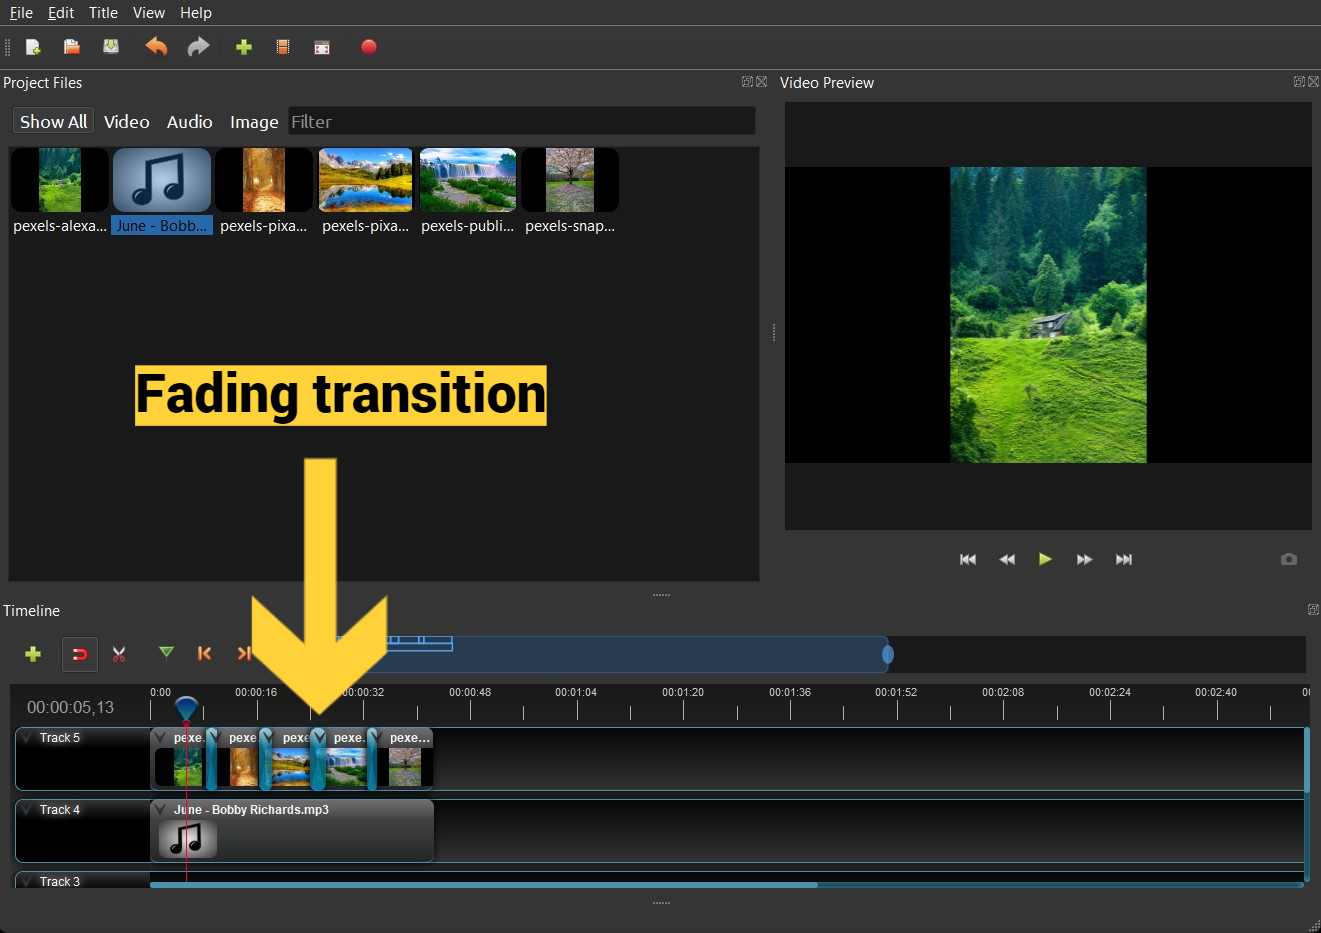 File Edit Title View Help
Project Files
Video Preview
Show All Video Audio Image Filter
pexels-alexa... June - Bobb... pexels-pixa... pexels-pixa... pexels-publi... pexels-snap...
Fading transition
Timeline
0:00 00:00:16 00:00:32 00:00:48 00:01:04 00:01:20 00:01:36 00:01:52 00:02:08 00:02:24 00:02:40
00:00:05,13
Track 5 pexe. pexe pexe pexe. pexe...
Track 4 June - Bobby Richards.mp3
Track 3